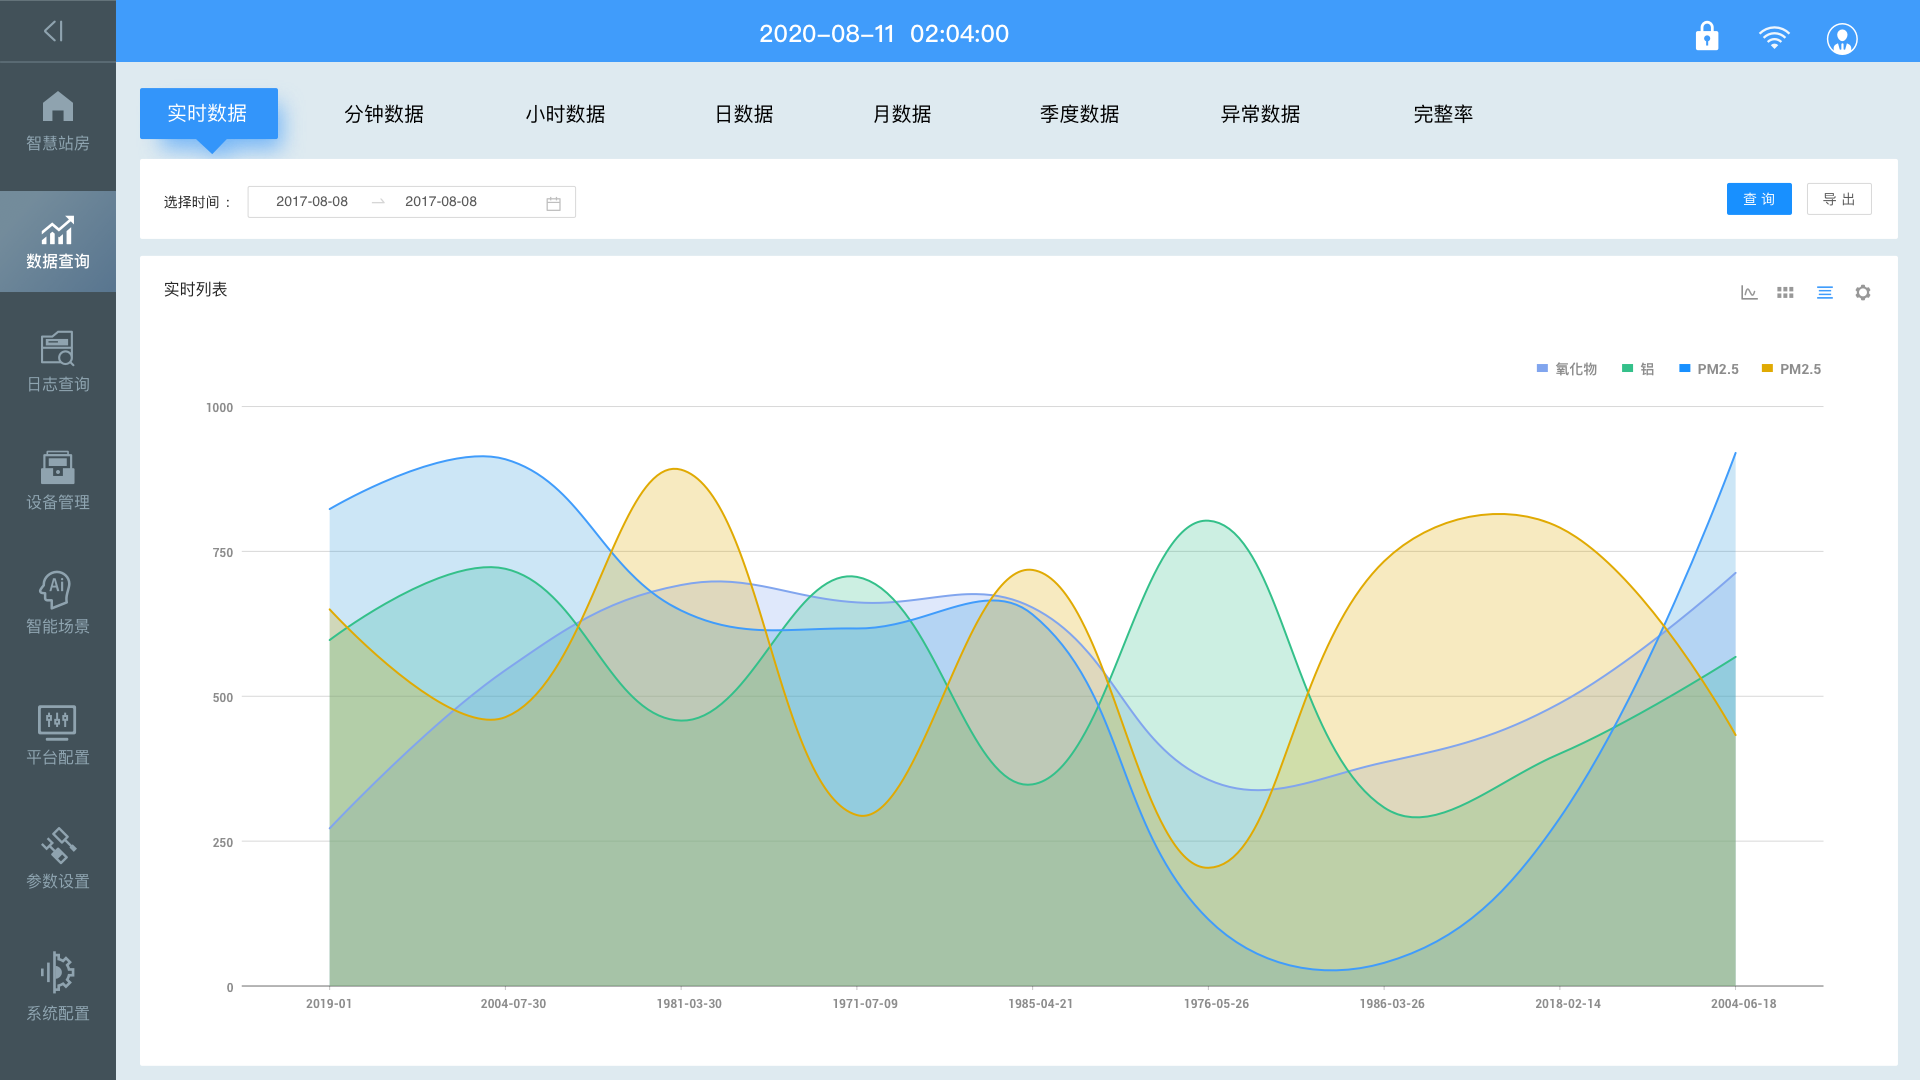 2020-08-11 02:04:00
智慧站房
数据查询
日志查询
设备管理
Ai
智能场景
平台配置
参数设置
系统配置
实时数据 分钟数据 小时数据 日数据 月数据 季度数据 异常数据 完整率
选择时间： 2017-08-08 → 2017-08-08 查 询 导 出
实时列表
氧化物 铝 PM2.5 PM2.5
1000
750
500
250
0
2019-01 2004-07-30 1981-03-30 1971-07-09 1985-04-21 1976-05-26 1986-03-26 2018-02-14 2004-06-18